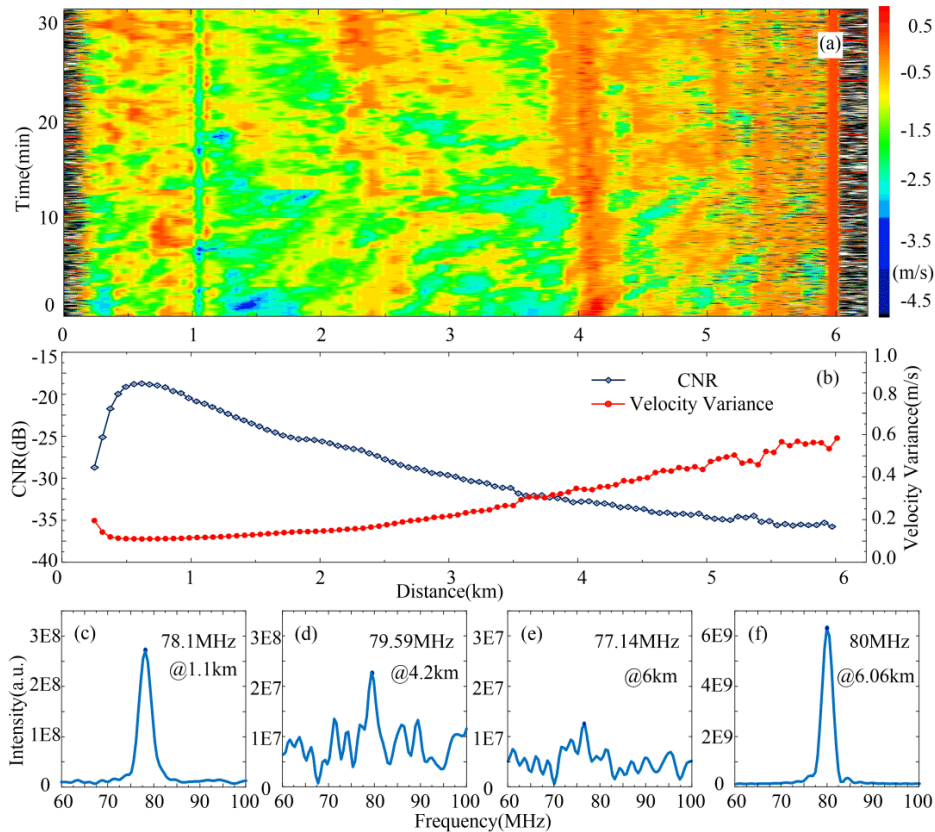 (a)
Time(min)
30
20
10
0
0.5
-0.5
-1.5
-2.5
-3.5
(m/s)
-4.5
0 1 2 3 4 5 6
(b)
CNR
Velocity Variance
CNR(dB)
-15
-20
-25
-30
-35
-40
Velocity Variance(m/s)
1.0
0.8
0.6
0.4
0.2
0.0
0 1 2 3 4 5 6
Distance(km)
(c)
78.1MHz
@1.1km
Intensity(a.u.)
3E8
2E8
1E8
0
60 70 80 90 100
(d)
79.59MHz
@4.2km
3E8
2E7
1E7
0
60 70 80 90 100
(e)
77.14MHz
@6km
3E7
2E7
1E7
0
60 70 80 90 100
(f)
80MHz
@6.06km
6E9
3E9
0
60 70 80 90 100
Frequency(MHz)